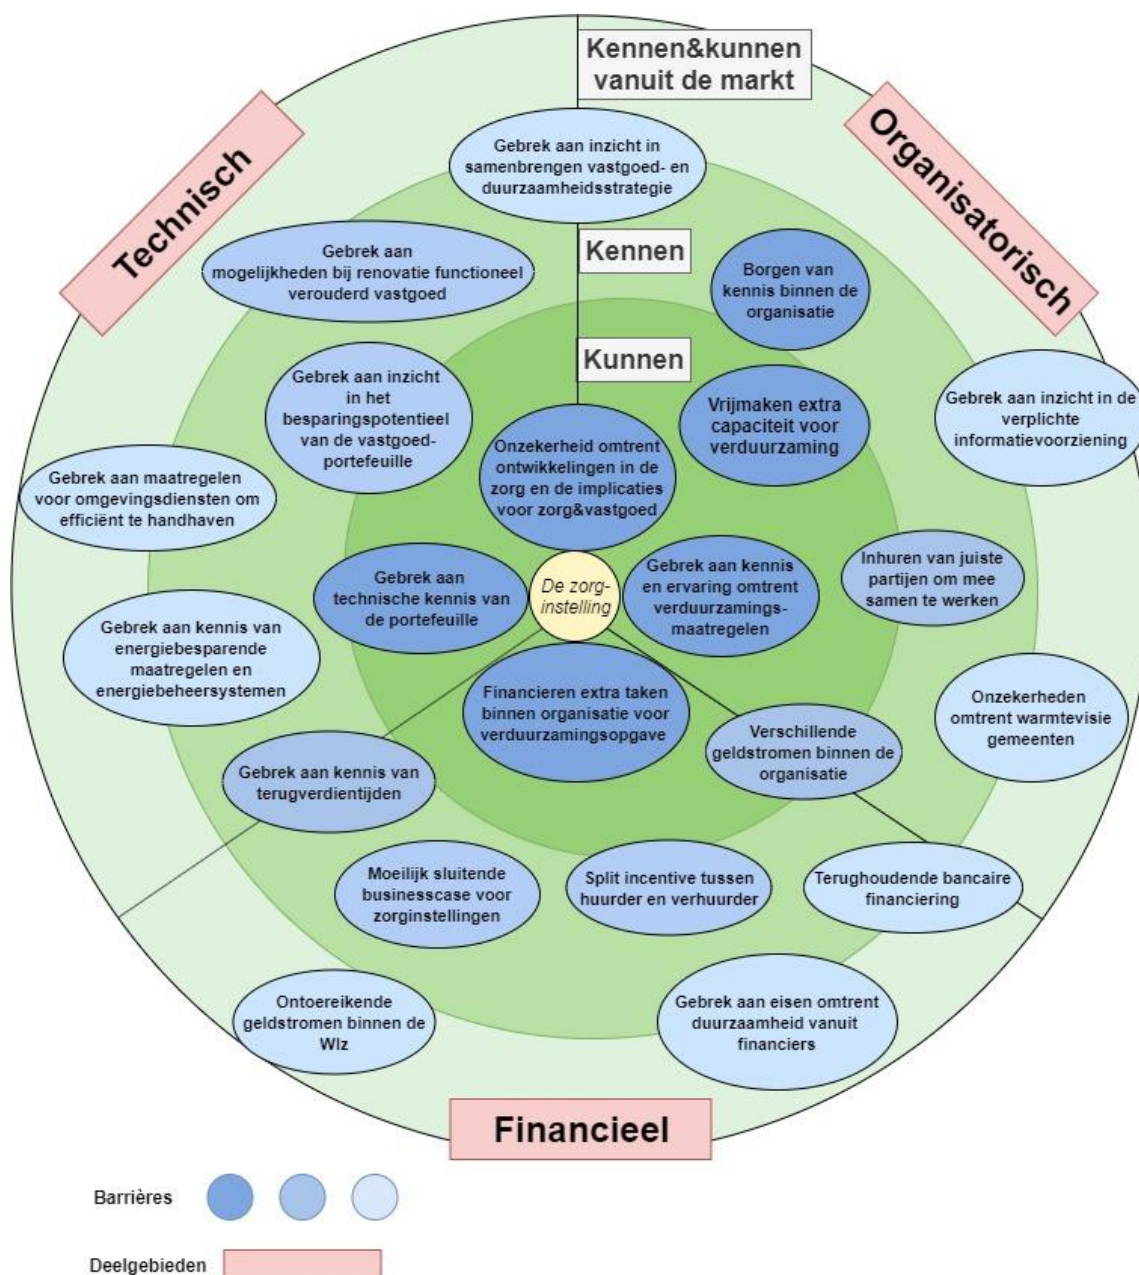 Kennen&kunnen
vanuit de markt
Technisch
Organisatorisch
Gebrek aan inzicht in
samenbrengen vastgoed- en
duurzaamheidsstrategie
Kennen
Gebrek aan
mogelijkheden bij renovatie functioneel
verouderd vastgoed
Borgen van
kennis binnen de
organisatie
Kunnen
Gebrek aan inzicht
in het
besparingspotentieel
van de vastgoed-
portefeuille
Vrijmaken extra
capaciteit voor
verduurzaming
Gebrek aan inzicht in de
verplichte
informatievoorziening
Onzekerheid omtrent
ontwikkelingen in de
zorg en de implicaties
voor zorg&vastgoed
Gebrek aan maatregelen
voor omgevingsdiensten om
efficiënt te handhaven
Gebrek aan
technische kennis van
de portefeuille
De zorg-
instelling
Gebrek aan kennis
en ervaring omtrent
verduurzamings-
maatregelen
Inhuren van juiste
partijen om mee
samen te werken
Gebrek aan kennis van
energiebesparende
maatregelen en
energiebeheersystemen
Financieren extra taken
binnen organisatie voor
verduurzamingsopgave
Verschillende
geldstromen binnen de
organisatie
Onzekerheden
omtrent warmtevisie
gemeenten
Gebrek aan kennis van
terugverdientijden
Moeilijk sluitende
businesscase voor
zorginstellingen
Split incentive tussen
huurder en verhuurder
Terughoudende bancaire
financiering
Ontoereikende
geldstromen binnen de
Wlz
Gebrek aan eisen omtrent
duurzaamheid vanuit
financiers
Financieel
Barrières
Deelgebieden